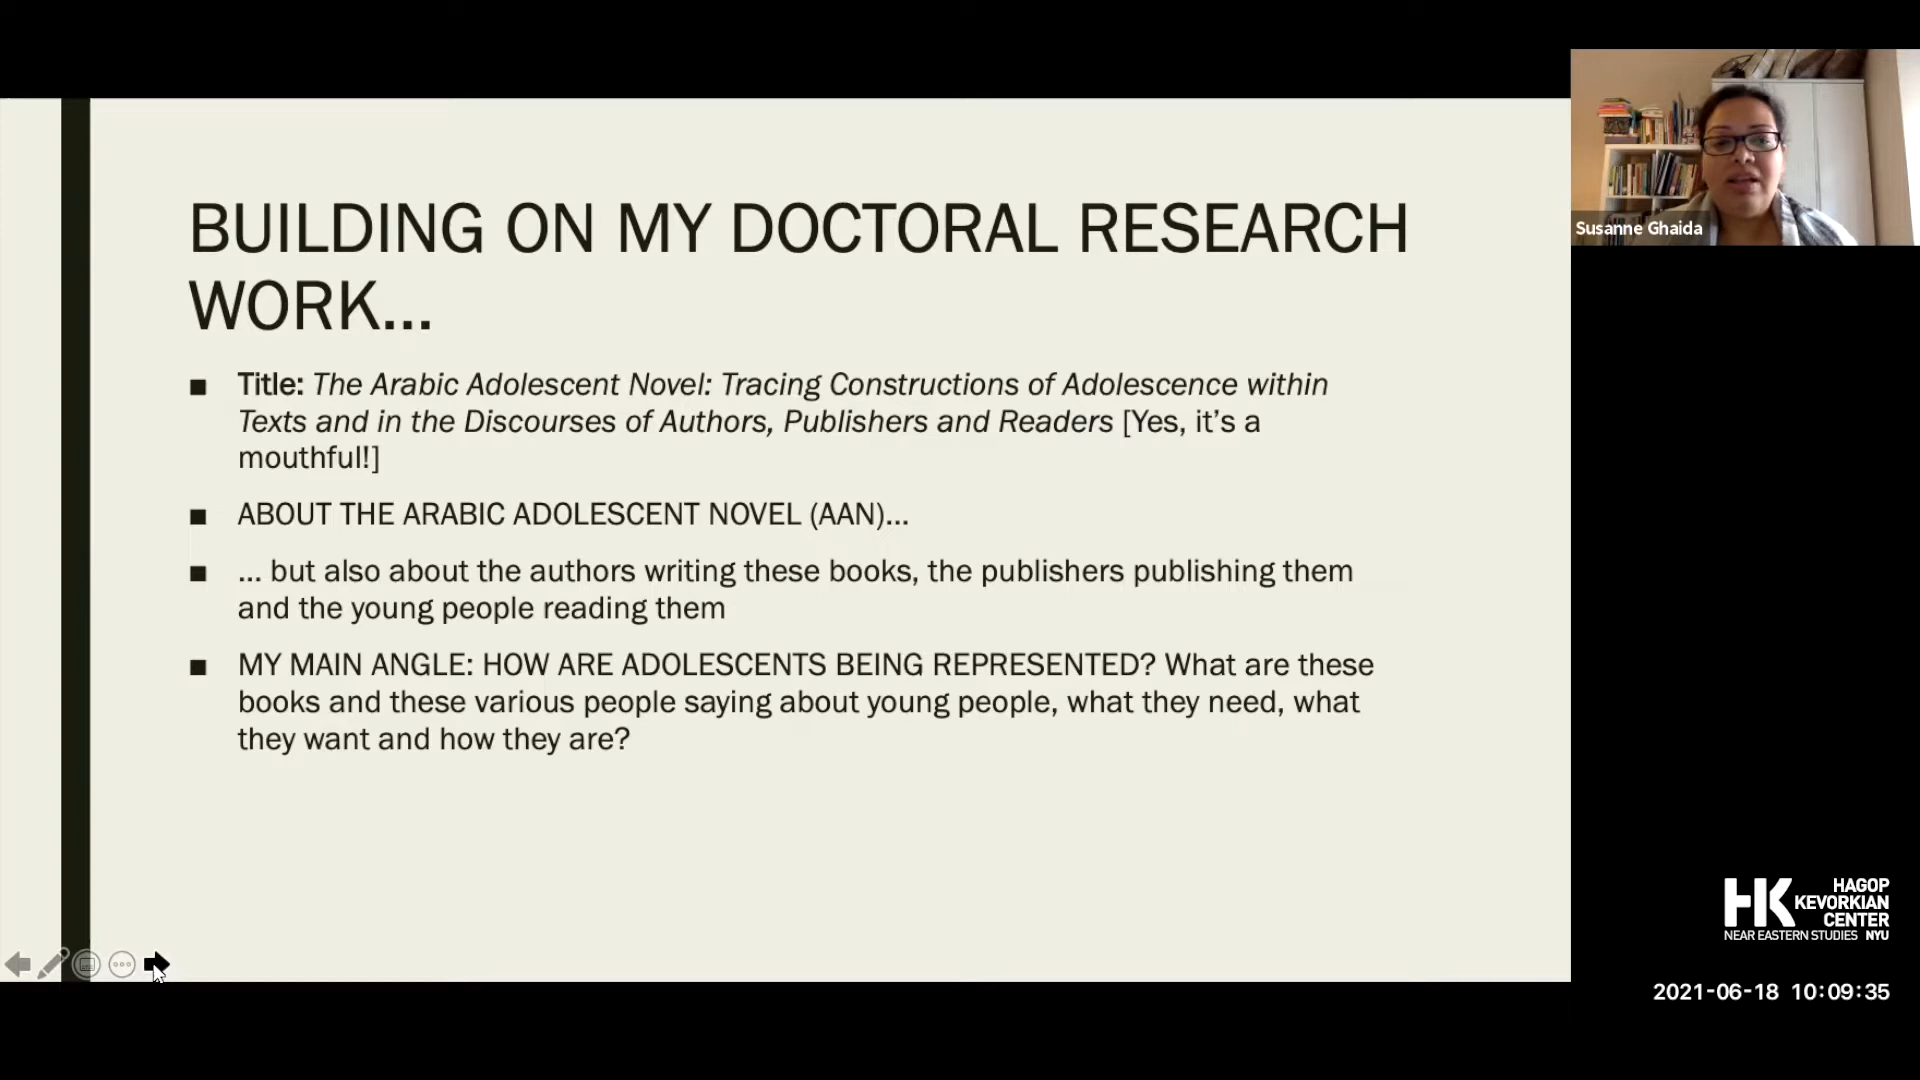 BUILDING ON MY DOCTORAL RESEARCH
WORK...
■ Title: The Arabic Adolescent Novel: Tracing Constructions of Adolescence within
Texts and in the Discourses of Authors, Publishers and Readers [Yes, it’s a
mouthful!]
■ ABOUT THE ARABIC ADOLESCENT NOVEL (AAN)...
■ ... but also about the authors writing these books, the publishers publishing them
and the young people reading them
■ MY MAIN ANGLE: HOW ARE ADOLESCENTS BEING REPRESENTED? What are these
books and these various people saying about young people, what they need, what
they want and how they are?
Susanne Ghaida
HK
HAGOP
KEVORKIAN
CENTER
NEAR EASTERN STUDIES NYU
2021-06-18 10:09:35